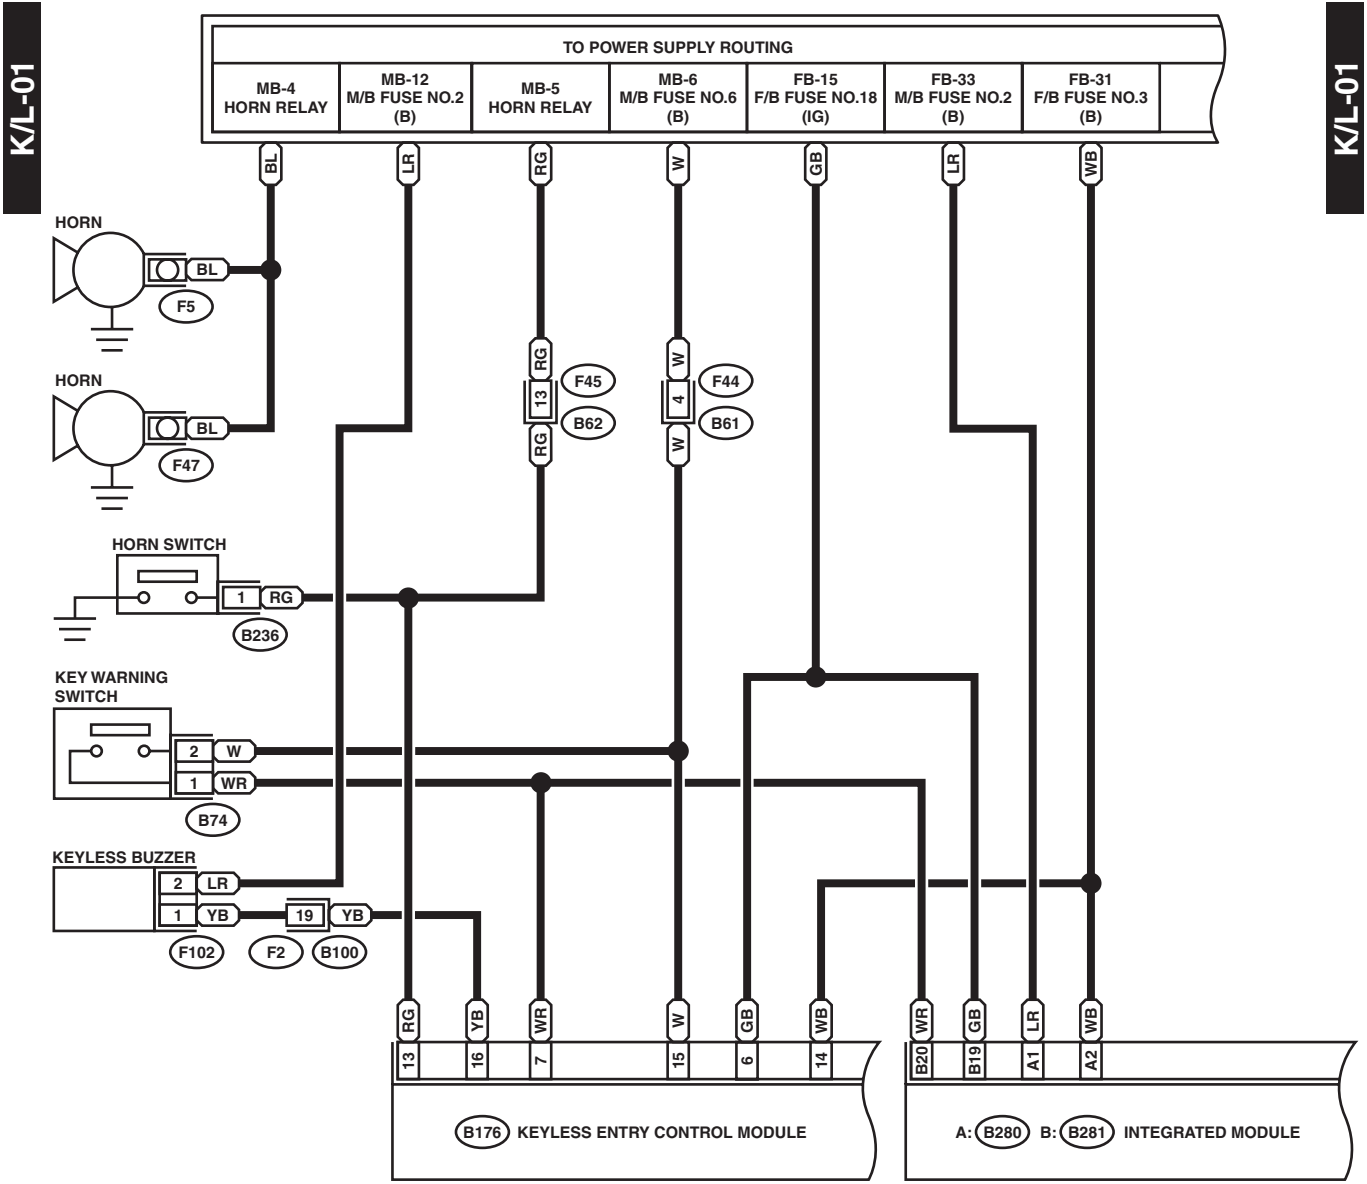 K/L-01
K/L-01
TO POWER SUPPLY ROUTING
MB-4
HORN RELAY
MB-12
M/B FUSE NO.2
(B)
MB-5
HORN RELAY
MB-6
M/B FUSE NO.6
(B)
FB-15
F/B FUSE NO.18
(IG)
FB-33
M/B FUSE NO.2
(B)
FB-31
F/B FUSE NO.3
(B)
BL
LR
RG
W
GB
LR
WB
HORN
BL
F5
HORN
BL
F47
RG
13
RG
F45
B62
W
4
W
F44
B61
HORN SWITCH
1
RG
B236
KEY WARNING
SWITCH
2
W
1
WR
B74
KEYLESS BUZZER
2
LR
1
YB
19
YB
F102
F2
B100
RG
YB
WR
W
GB
WB
WR
GB
LR
WB
13
16
7
15
6
14
B20
B19
A1
A2
B176 KEYLESS ENTRY CONTROL MODULE
A: B280 B: B281 INTEGRATED MODULE